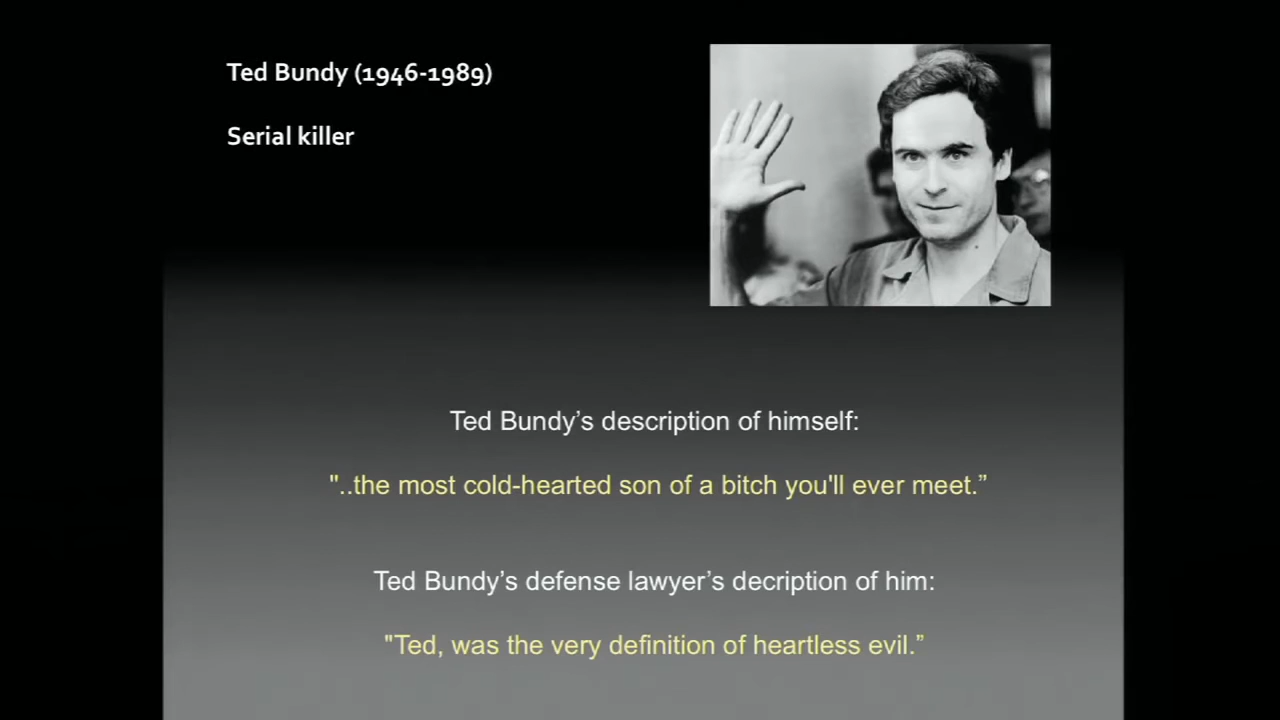 Ted Bundy (1946-1989)
Serial killer
Ted Bundy’s description of himself:
"..the most cold-hearted son of a bitch you'll ever meet.”
Ted Bundy’s defense lawyer’s decription of him:
"Ted, was the very definition of heartless evil.”